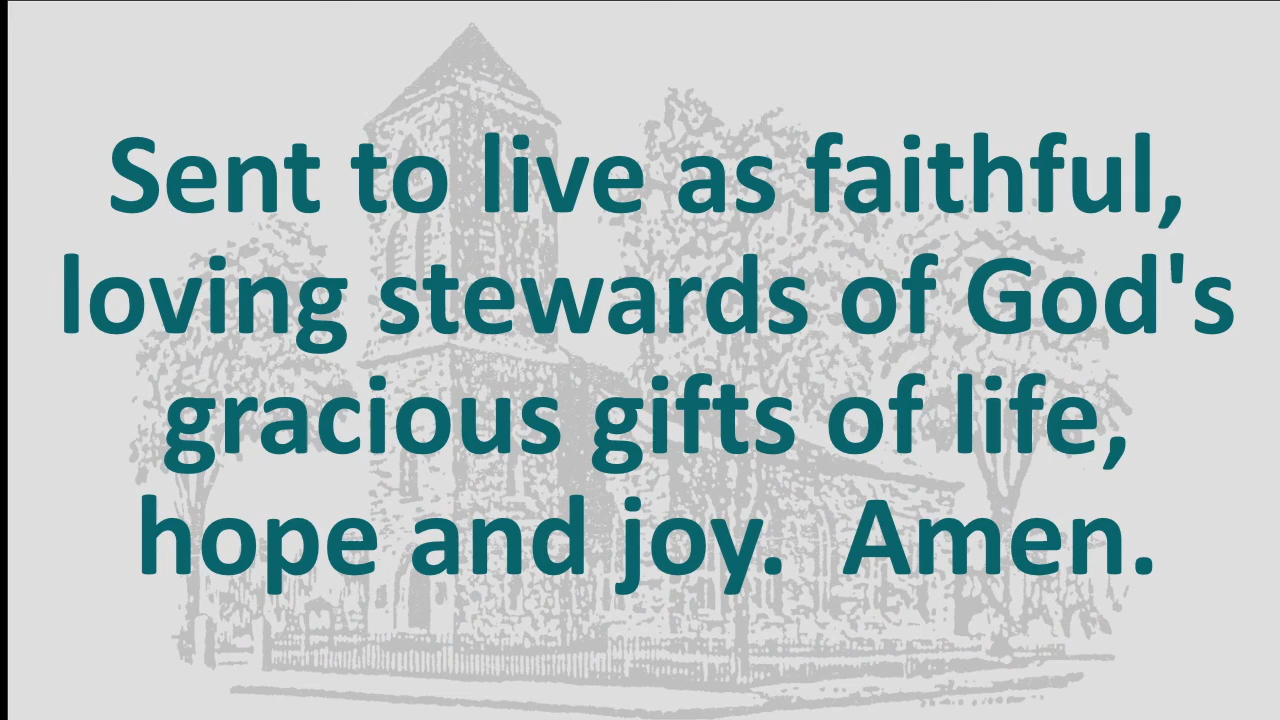 Sent to live as faithful,
loving stewards of God's
gracious gifts of life,
hope and joy.  Amen.